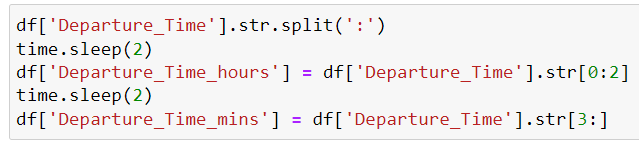 df['Departure_Time'].str.split(':')
time.sleep(2)
df['Departure_Time_hours'] = df['Departure_Time'].str[0:2]
time.sleep(2)
df['Departure_Time_mins'] = df['Departure_Time'].str[3:]